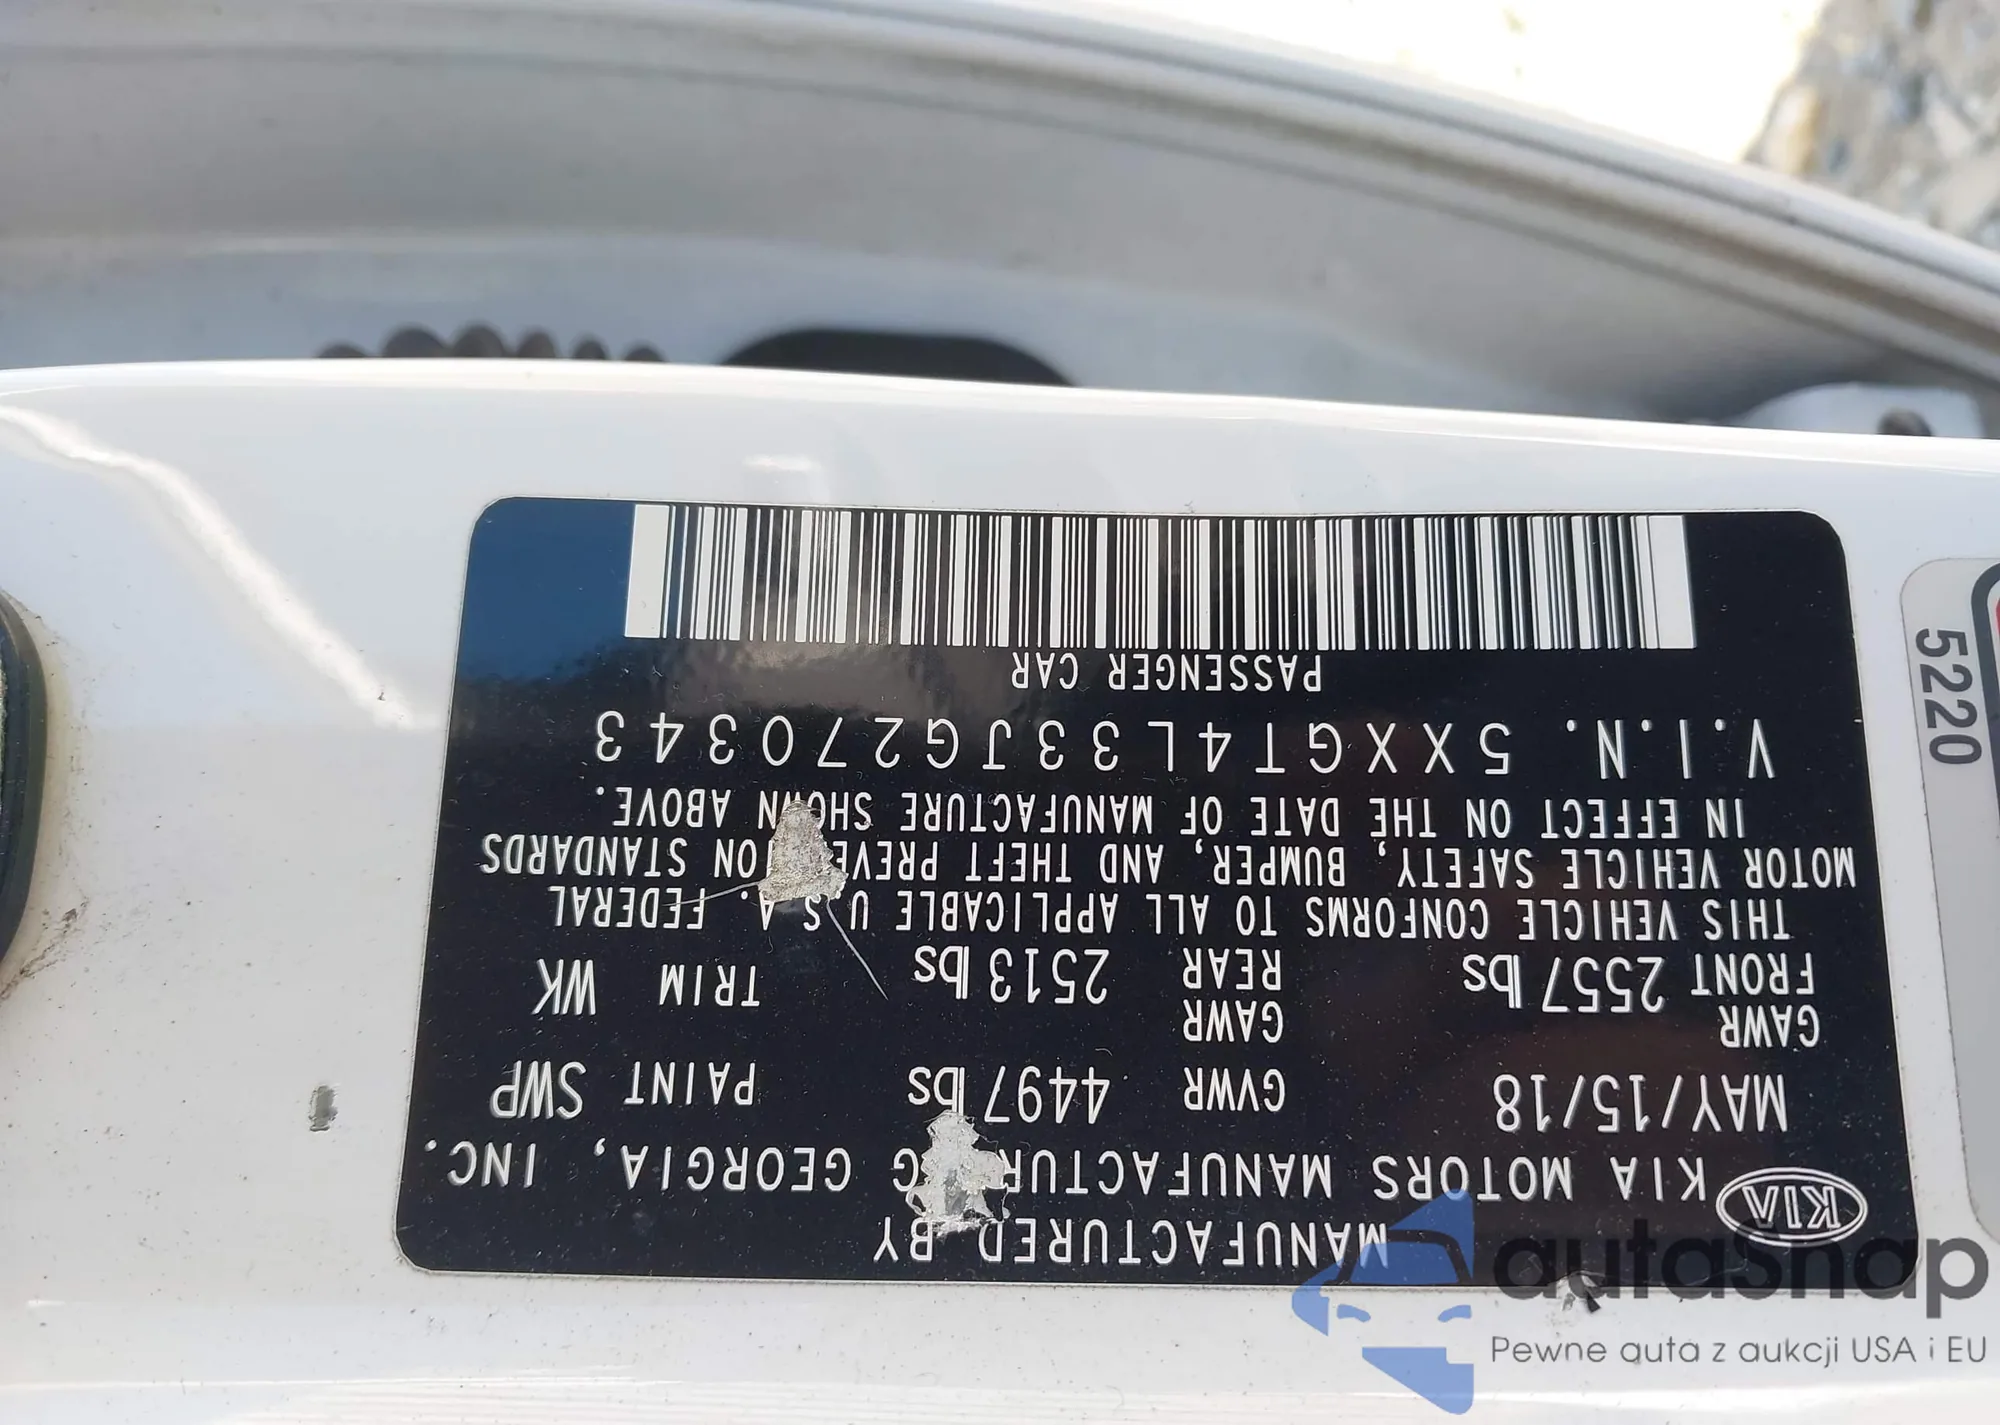 MANUFACTURED BY
KIA KIA MOTORS MANUFACTURING GEORGIA, INC.
MAY/15/18 GVWR 4497 lbs PAINT SWP
GAWR FRONT 2557 lbs GAWR REAR 2513 lbs TRIM WK
THIS VEHICLE CONFORMS TO ALL APPLICABLE U.S.A. FEDERAL
MOTOR VEHICLE SAFETY, BUMPER, AND THEFT PREVENTION STANDARDS
IN EFFECT ON THE DATE OF MANUFACTURE SHOWN ABOVE.
V.I.N. 5XXGT4L33JG270343
PASSENGER CAR
5220
autaSnap
Pewne auta z aukcji USA i EU